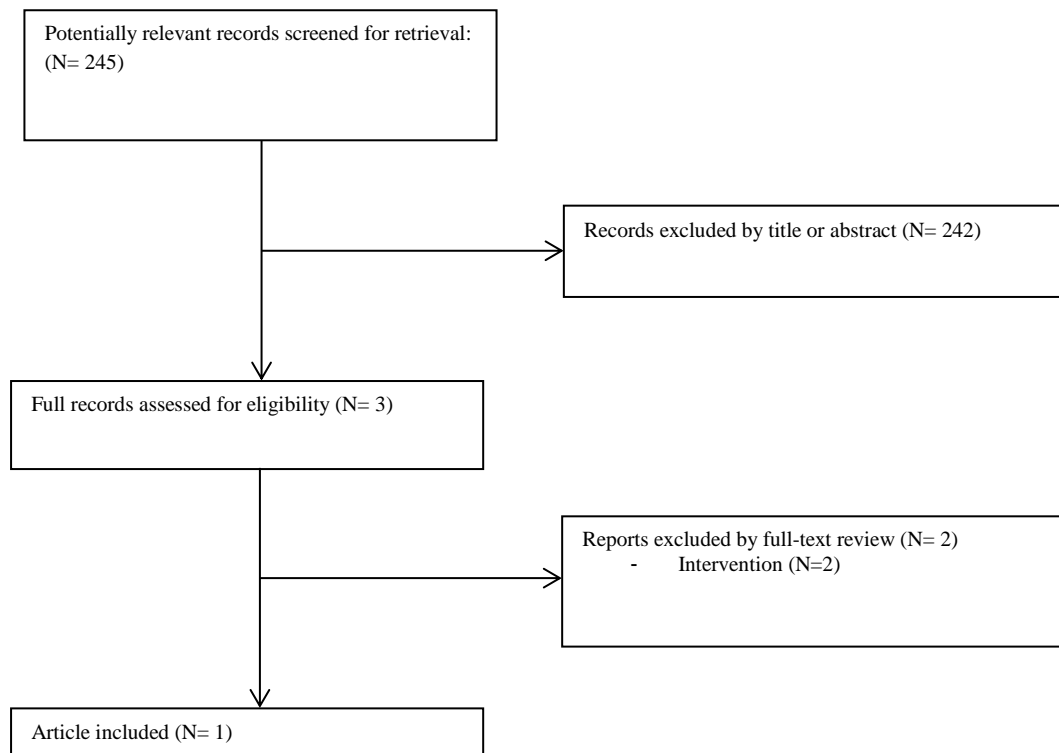 Potentially relevant records screened for retrieval:
(N= 245)
Records excluded by title or abstract (N= 242)
Full records assessed for eligibility (N= 3)
Reports excluded by full-text review (N= 2)
- Intervention (N=2)
Article included (N= 1)